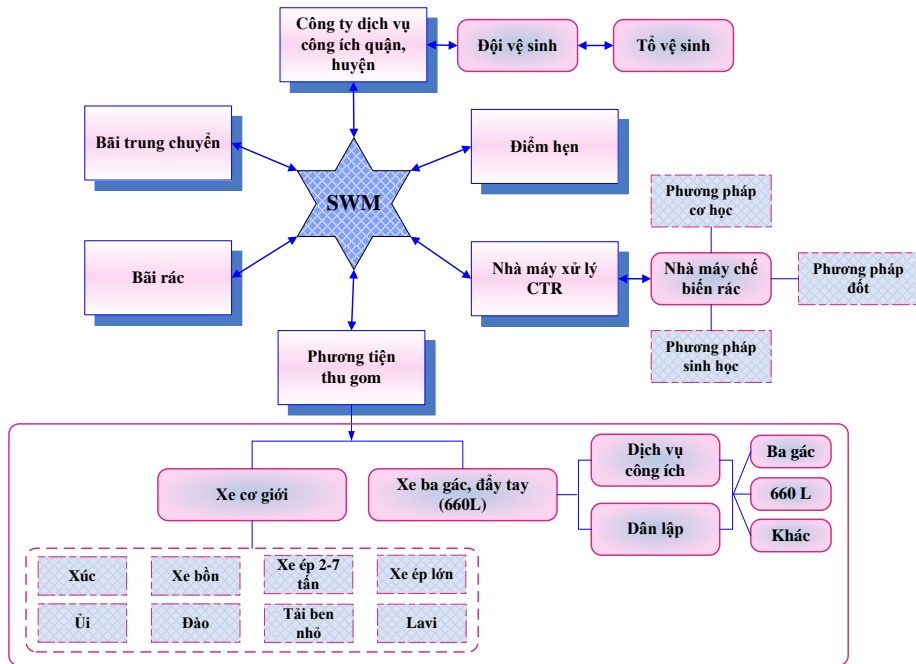 Công ty dịch vụ
công ích quận,
huyện
Đội vệ sinh
Tổ vệ sinh
Bãi trung chuyển
Điểm hẹn
SWM
Phương pháp
cơ học
Bãi rác
Nhà máy xử lý
CTR
Nhà máy chế
biến rác
Phương pháp
đốt
Phương pháp
sinh học
Phương tiện
thu gom
Xe cơ giới
Xe ba gác, đẩy tay
(660L)
Dịch vụ
công ích
Dân lập
Ba gác
660 L
Khác
Xúc
Xe bồn
Xe ép 2-7
tấn
Xe ép lớn
Ủi
Đào
Tải ben
nhỏ
Lavi